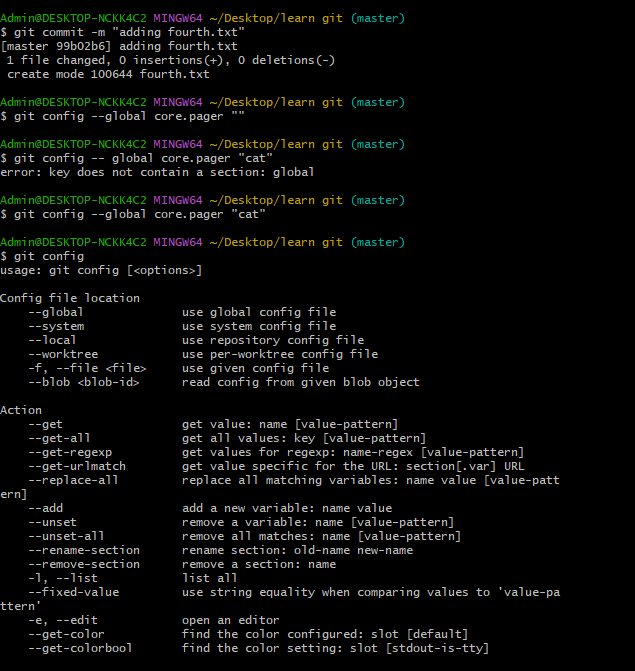 Admin@DESKTOP-NCKK4C2 MINGW64 ~/Desktop/learn git (master)
$ git commit -m "adding fourth.txt"
[master 99b02b6] adding fourth.txt
 1 file changed, 0 insertions(+), 0 deletions(-)
 create mode 100644 fourth.txt

Admin@DESKTOP-NCKK4C2 MINGW64 ~/Desktop/learn git (master)
$ git config --global core.pager ""

Admin@DESKTOP-NCKK4C2 MINGW64 ~/Desktop/learn git (master)
$ git config -- global core.pager "cat"
error: key does not contain a section: global

Admin@DESKTOP-NCKK4C2 MINGW64 ~/Desktop/learn git (master)
$ git config --global core.pager "cat"

Admin@DESKTOP-NCKK4C2 MINGW64 ~/Desktop/learn git (master)
$ git config
usage: git config [<options>]

Config file location
    --global              use global config file
    --system              use system config file
    --local               use repository config file
    --worktree            use per-worktree config file
    -f, --file <file>     use given config file
    --blob <blob-id>      read config from given blob object

Action
    --get                 get value: name [value-pattern]
    --get-all             get all values: key [value-pattern]
    --get-regexp          get values for regexp: name-regex [value-pattern]
    --get-urlmatch        get value specific for the URL: section[.var] URL
    --replace-all         replace all matching variables: name value [value-patt
ern]
    --add                 add a new variable: name value
    --unset               remove a variable: name [value-pattern]
    --unset-all           remove all matches: name [value-pattern]
    --rename-section      rename section: old-name new-name
    --remove-section      remove a section: name
    -l, --list            list all
    --fixed-value         use string equality when comparing values to 'value-pa
ttern'
    -e, --edit            open an editor
    --get-color           find the color configured: slot [default]
    --get-colorbool       find the color setting: slot [stdout-is-tty]